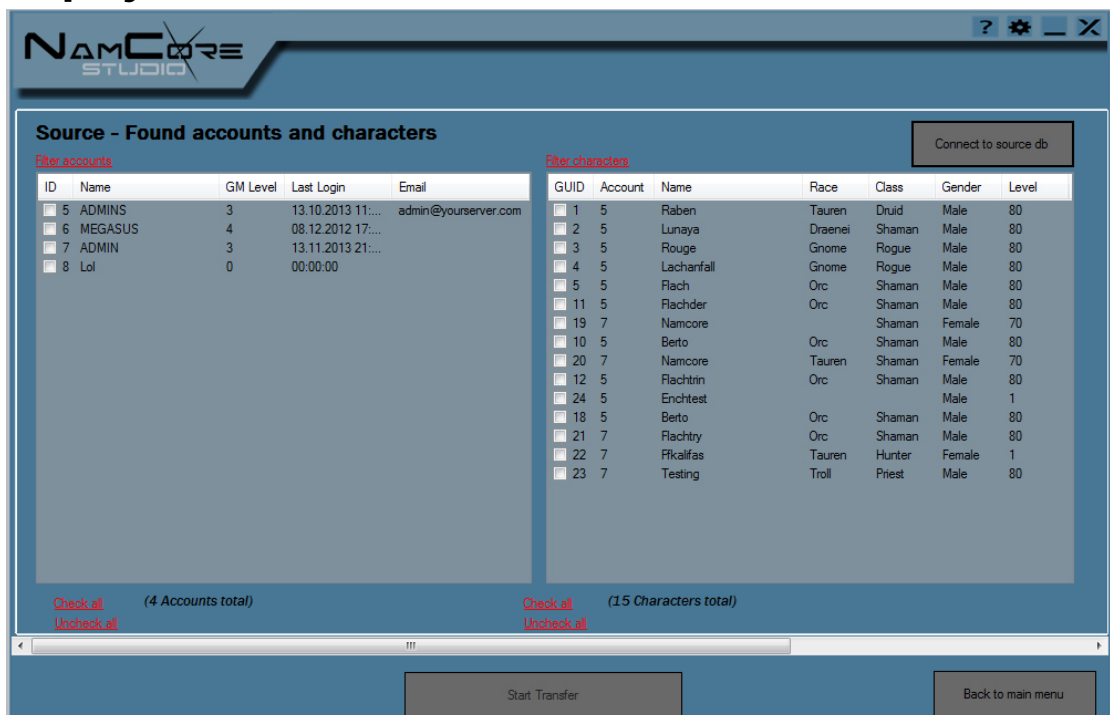 NAMCORE
STUDIO
?
Source - Found accounts and characters
Connect to source db
Filter accounts
Filter characters
ID Name GM Level Last Login Email
5 ADMINS 3 13.10.2013 11:... admin@yourserver.com
6 MEGASUS 4 08.12.2012 17:...
7 ADMIN 3 13.11.2013 21:...
8 Lol 0 00:00:00
GUID Account Name Race Class Gender Level
1 5 Raben Tauren Druid Male 80
2 5 Lunaya Draenei Shaman Male 80
3 5 Rouge Gnome Rogue Male 80
4 5 Lachanfall Gnome Rogue Male 80
5 5 Flach Orc Shaman Male 80
11 5 Flachder Orc Shaman Male 80
19 7 Namcore Shaman Female 70
10 5 Berto Orc Shaman Male 80
20 7 Namcore Tauren Shaman Female 70
12 5 Flachtrin Orc Shaman Male 80
24 5 Enchtest Male 1
18 5 Berto Orc Shaman Male 80
21 7 Flachtry Orc Shaman Male 80
22 7 Ffkalifas Tauren Hunter Female 1
23 7 Testing Troll Priest Male 80
Check all (4 Accounts total)
Uncheck all
Check all (15 Characters total)
Uncheck all
Start Transfer
Back to main menu